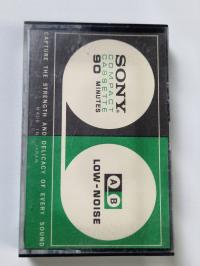 SONY
COMPACT
CASSETTE
90 MINUTES
A B
LOW-NOISE
CAPTURE THE STRENGTH AND DELICACY OF EVERY SOUND
MADE IN JAPAN